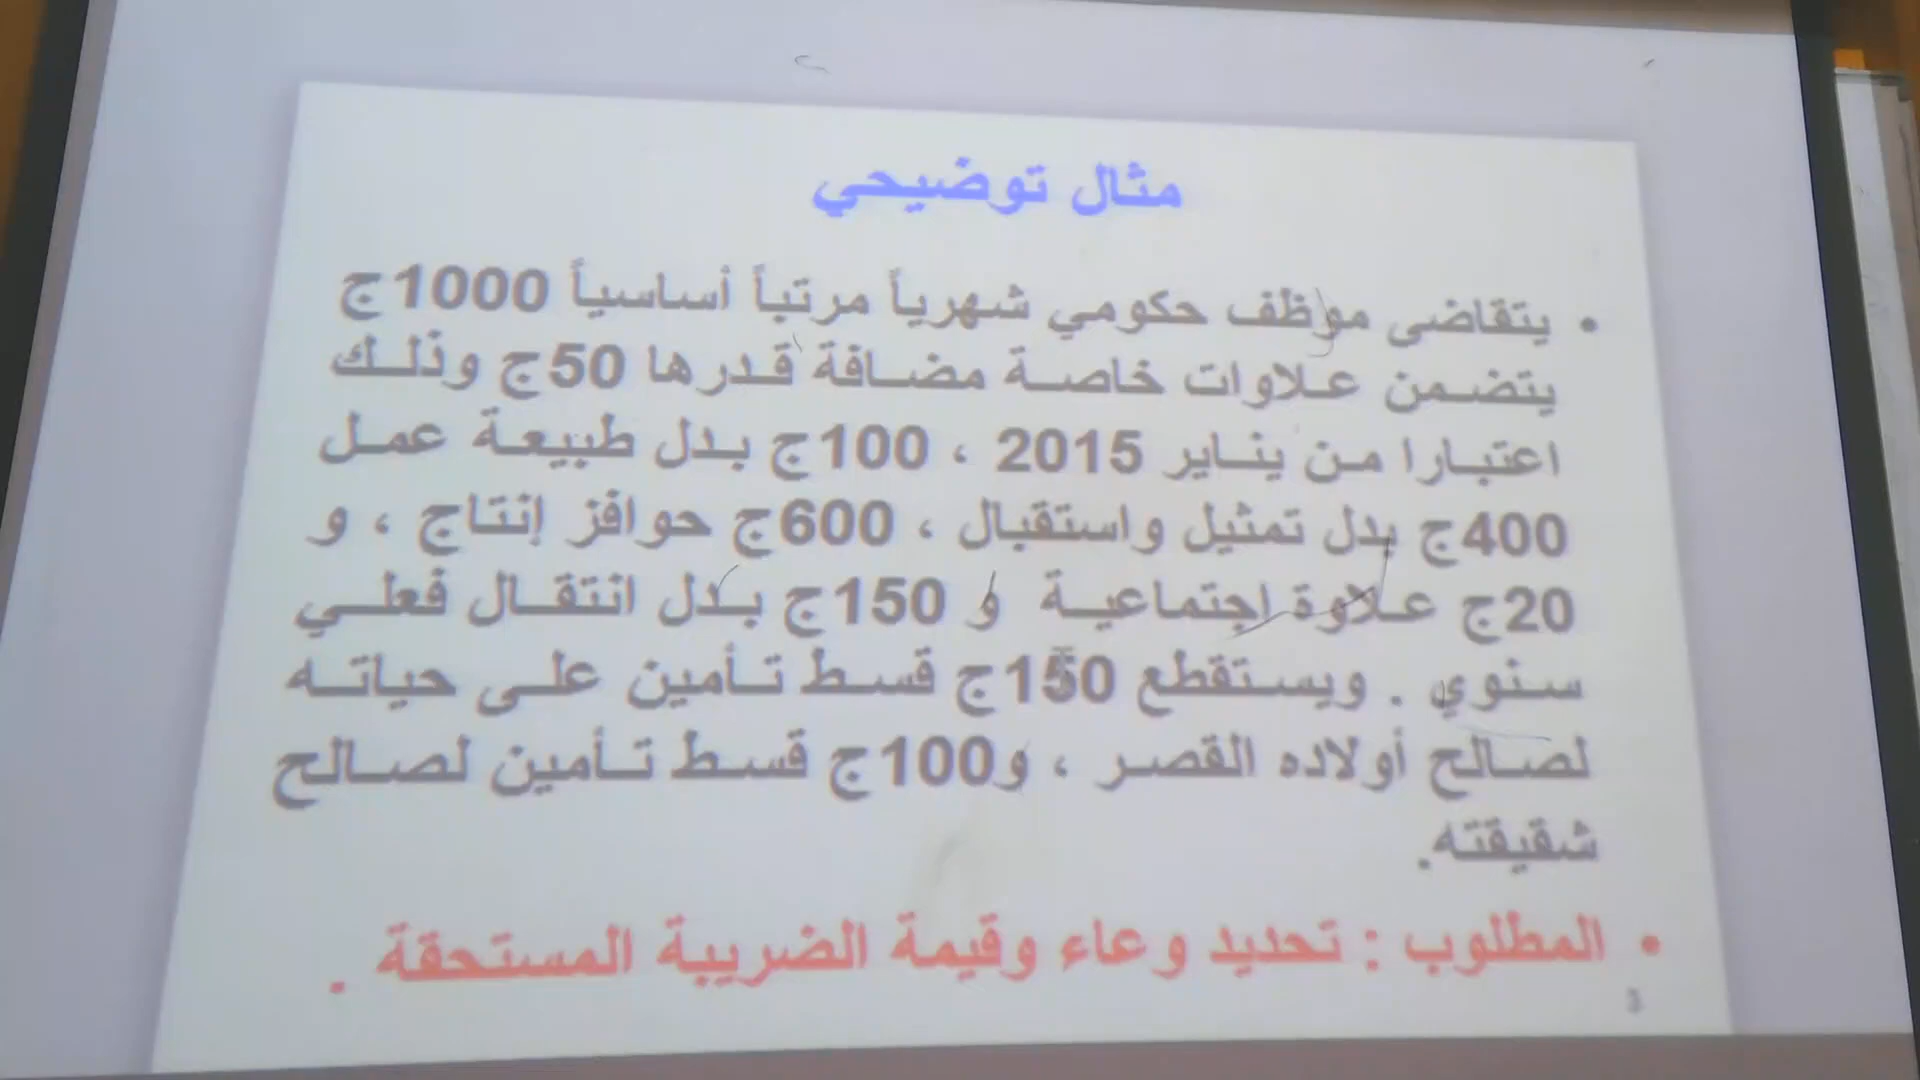 مثال توضيحي
• يتقاضى موظف حكومي شهرياً مرتباً أساسياً 1000ج
يتضمن علاوات خاصة مضافة قدرها 50ج وذلك
اعتبارا من يناير 2015 ، 100ج بدل طبيعة عمل
400ج بدل تمثيل واستقبال ، 600ج حوافز إنتاج ، و
20ج علاوة اجتماعية و 150ج بدل انتقال فعلي
سنوي . ويستقطع 150ج قسط تأمين على حياته
لصالح أولاده القصر ، و100ج قسط تأمين لصالح
شقيقته.
• المطلوب : تحديد وعاء وقيمة الضريبة المستحقة .
3